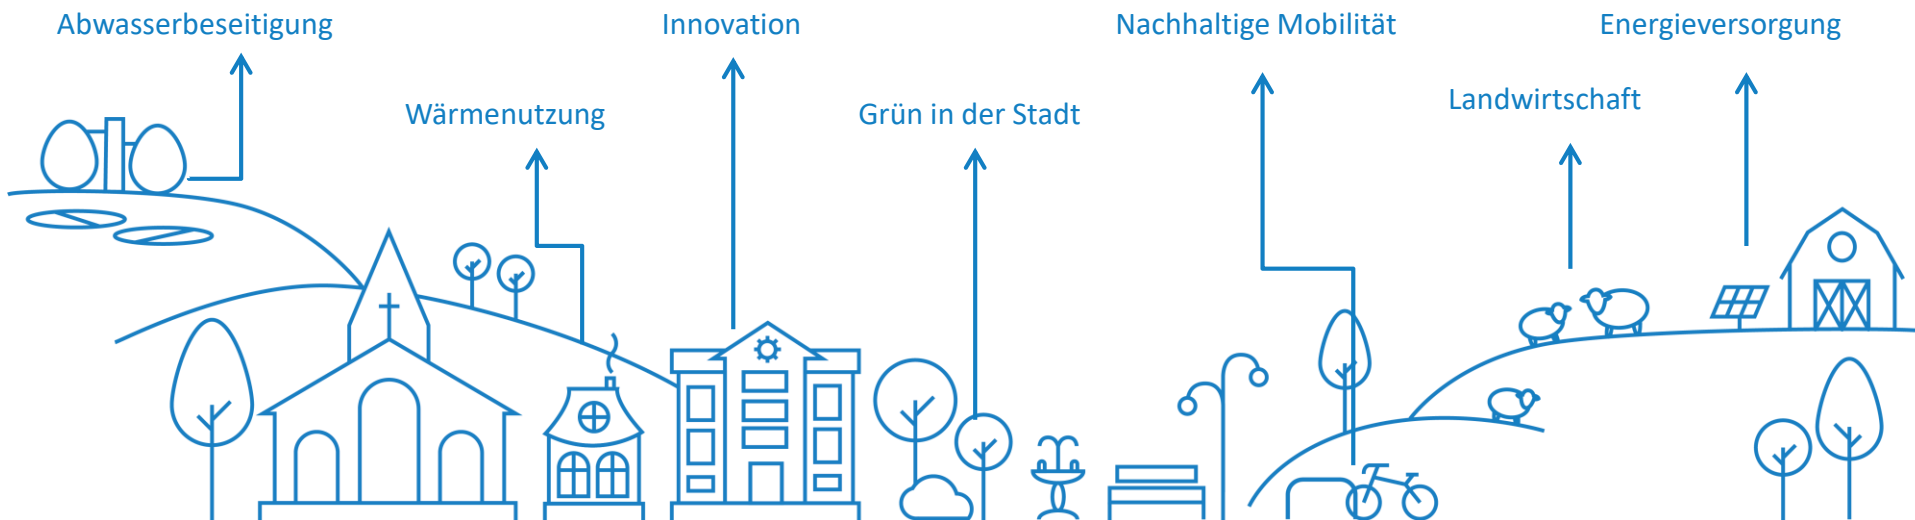 Abwasserbeseitigung
Innovation
Nachhaltige Mobilität
Energieversorgung
Wärmenutzung
Grün in der Stadt
Landwirtschaft